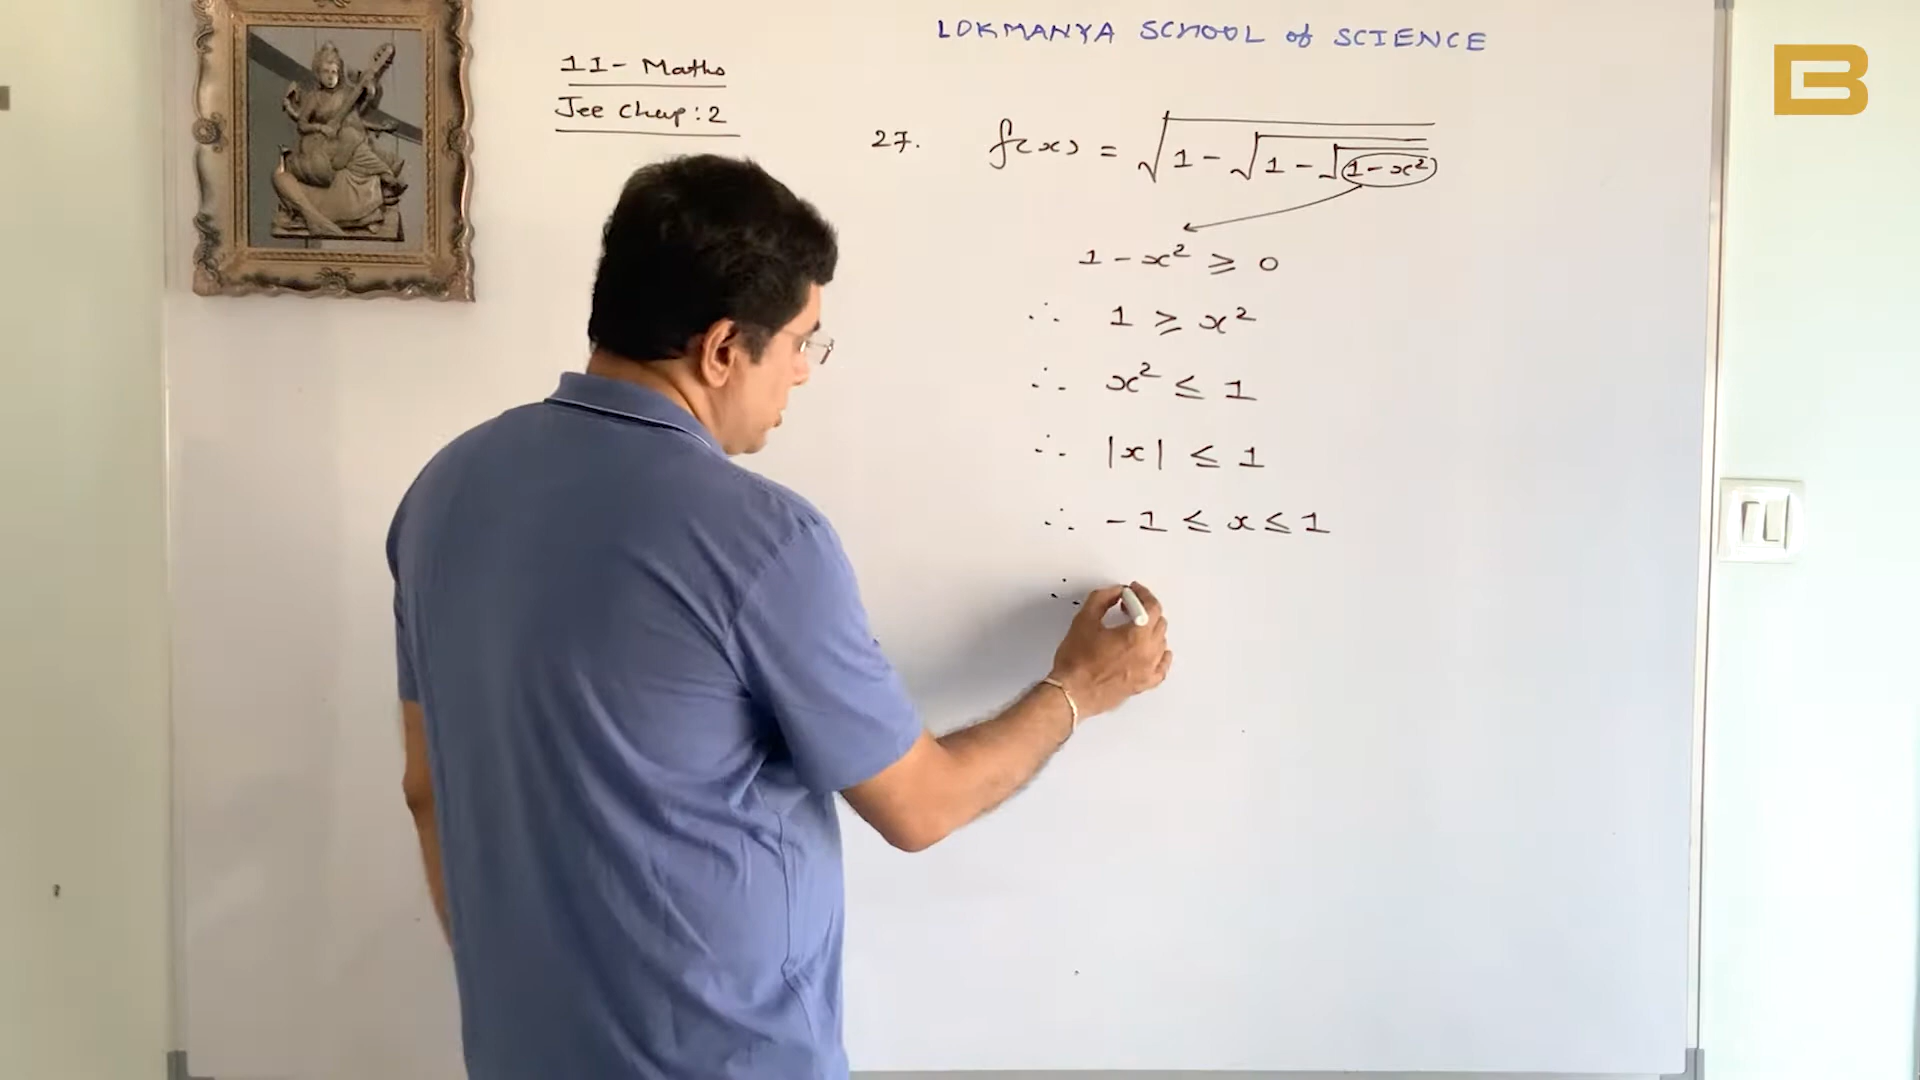 LOKMANYA SCHOOL of SCIENCE
11 - Maths
Jee Chap : 2
27. f(x) = √(1 - √(1 - √(1 - x²)))
1 - x² ≥ 0
∴ 1 ≥ x²
∴ x² ≤ 1
∴ |x| ≤ 1
∴ -1 ≤ x ≤ 1
∴